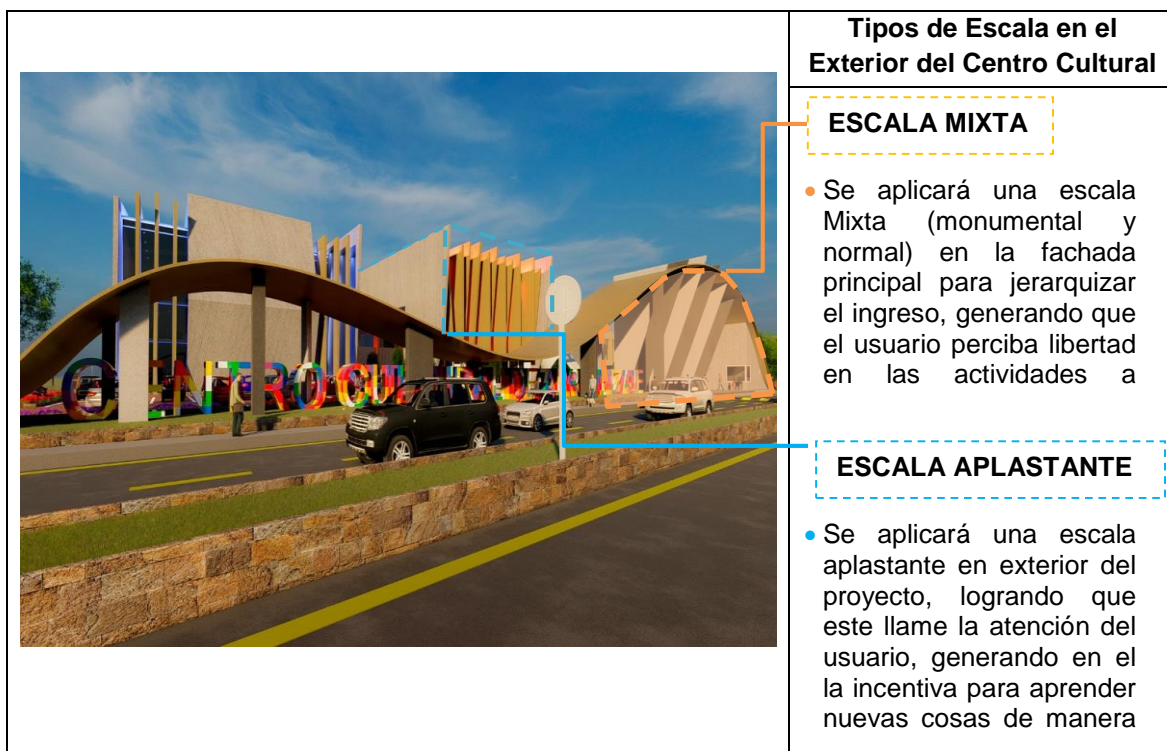 Tipos de Escala en el
Exterior del Centro Cultural
ESCALA MIXTA
• Se aplicará una escala
Mixta (monumental y
normal) en la fachada
principal para jerarquizar
el ingreso, generando que
el usuario perciba libertad
en las actividades a
ESCALA APLASTANTE
• Se aplicará una escala
aplastante en exterior del
proyecto, logrando que
este llame la atención del
usuario, generando en el
la incentiva para aprender
nuevas cosas de manera
CENTRO